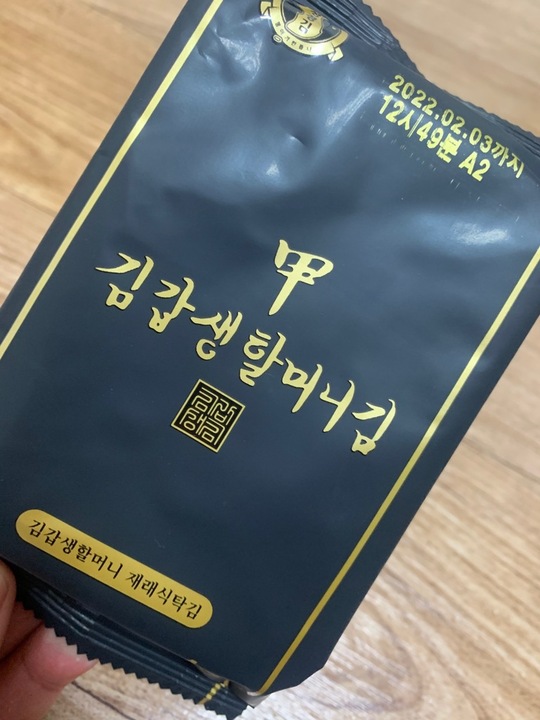 김
2022.02.03까지
12시49분 A2
甲
김갑생할머니김
김갑생할머니 재래식탁김